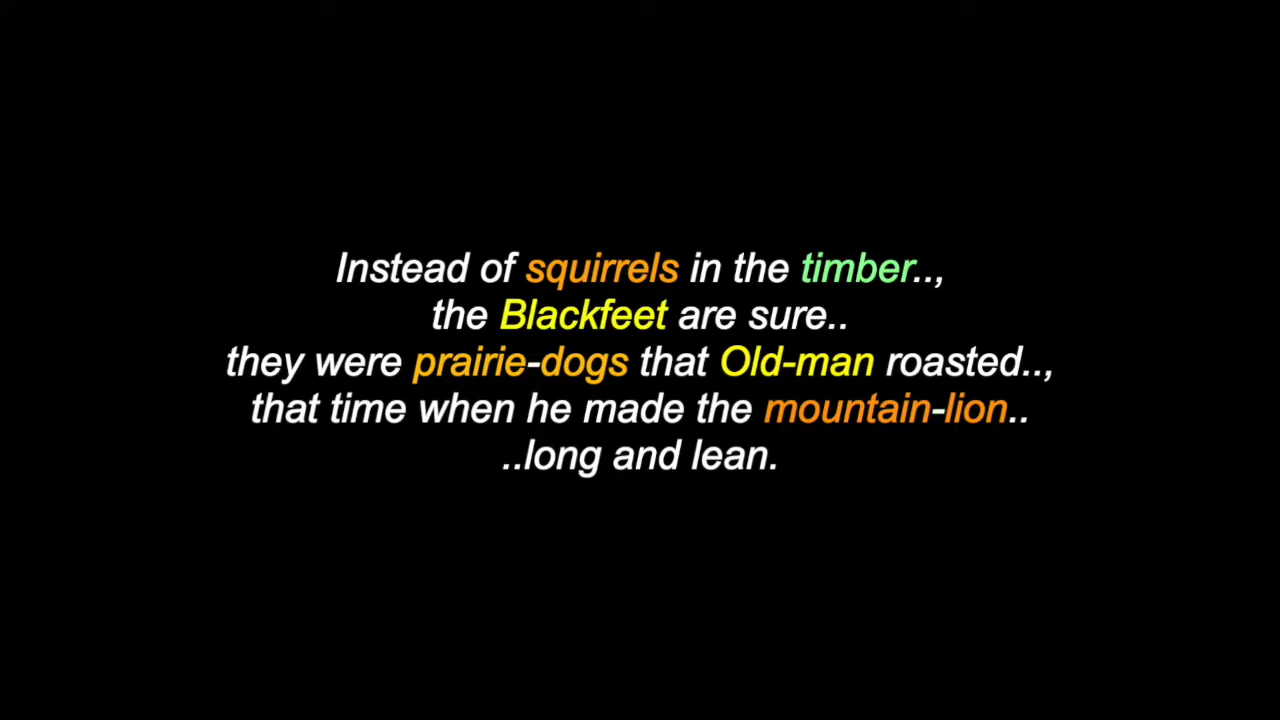 Instead of squirrels in the timber..,
the Blackfeet are sure..
they were prairie-dogs that Old-man roasted..,
that time when he made the mountain-lion..
..long and lean.